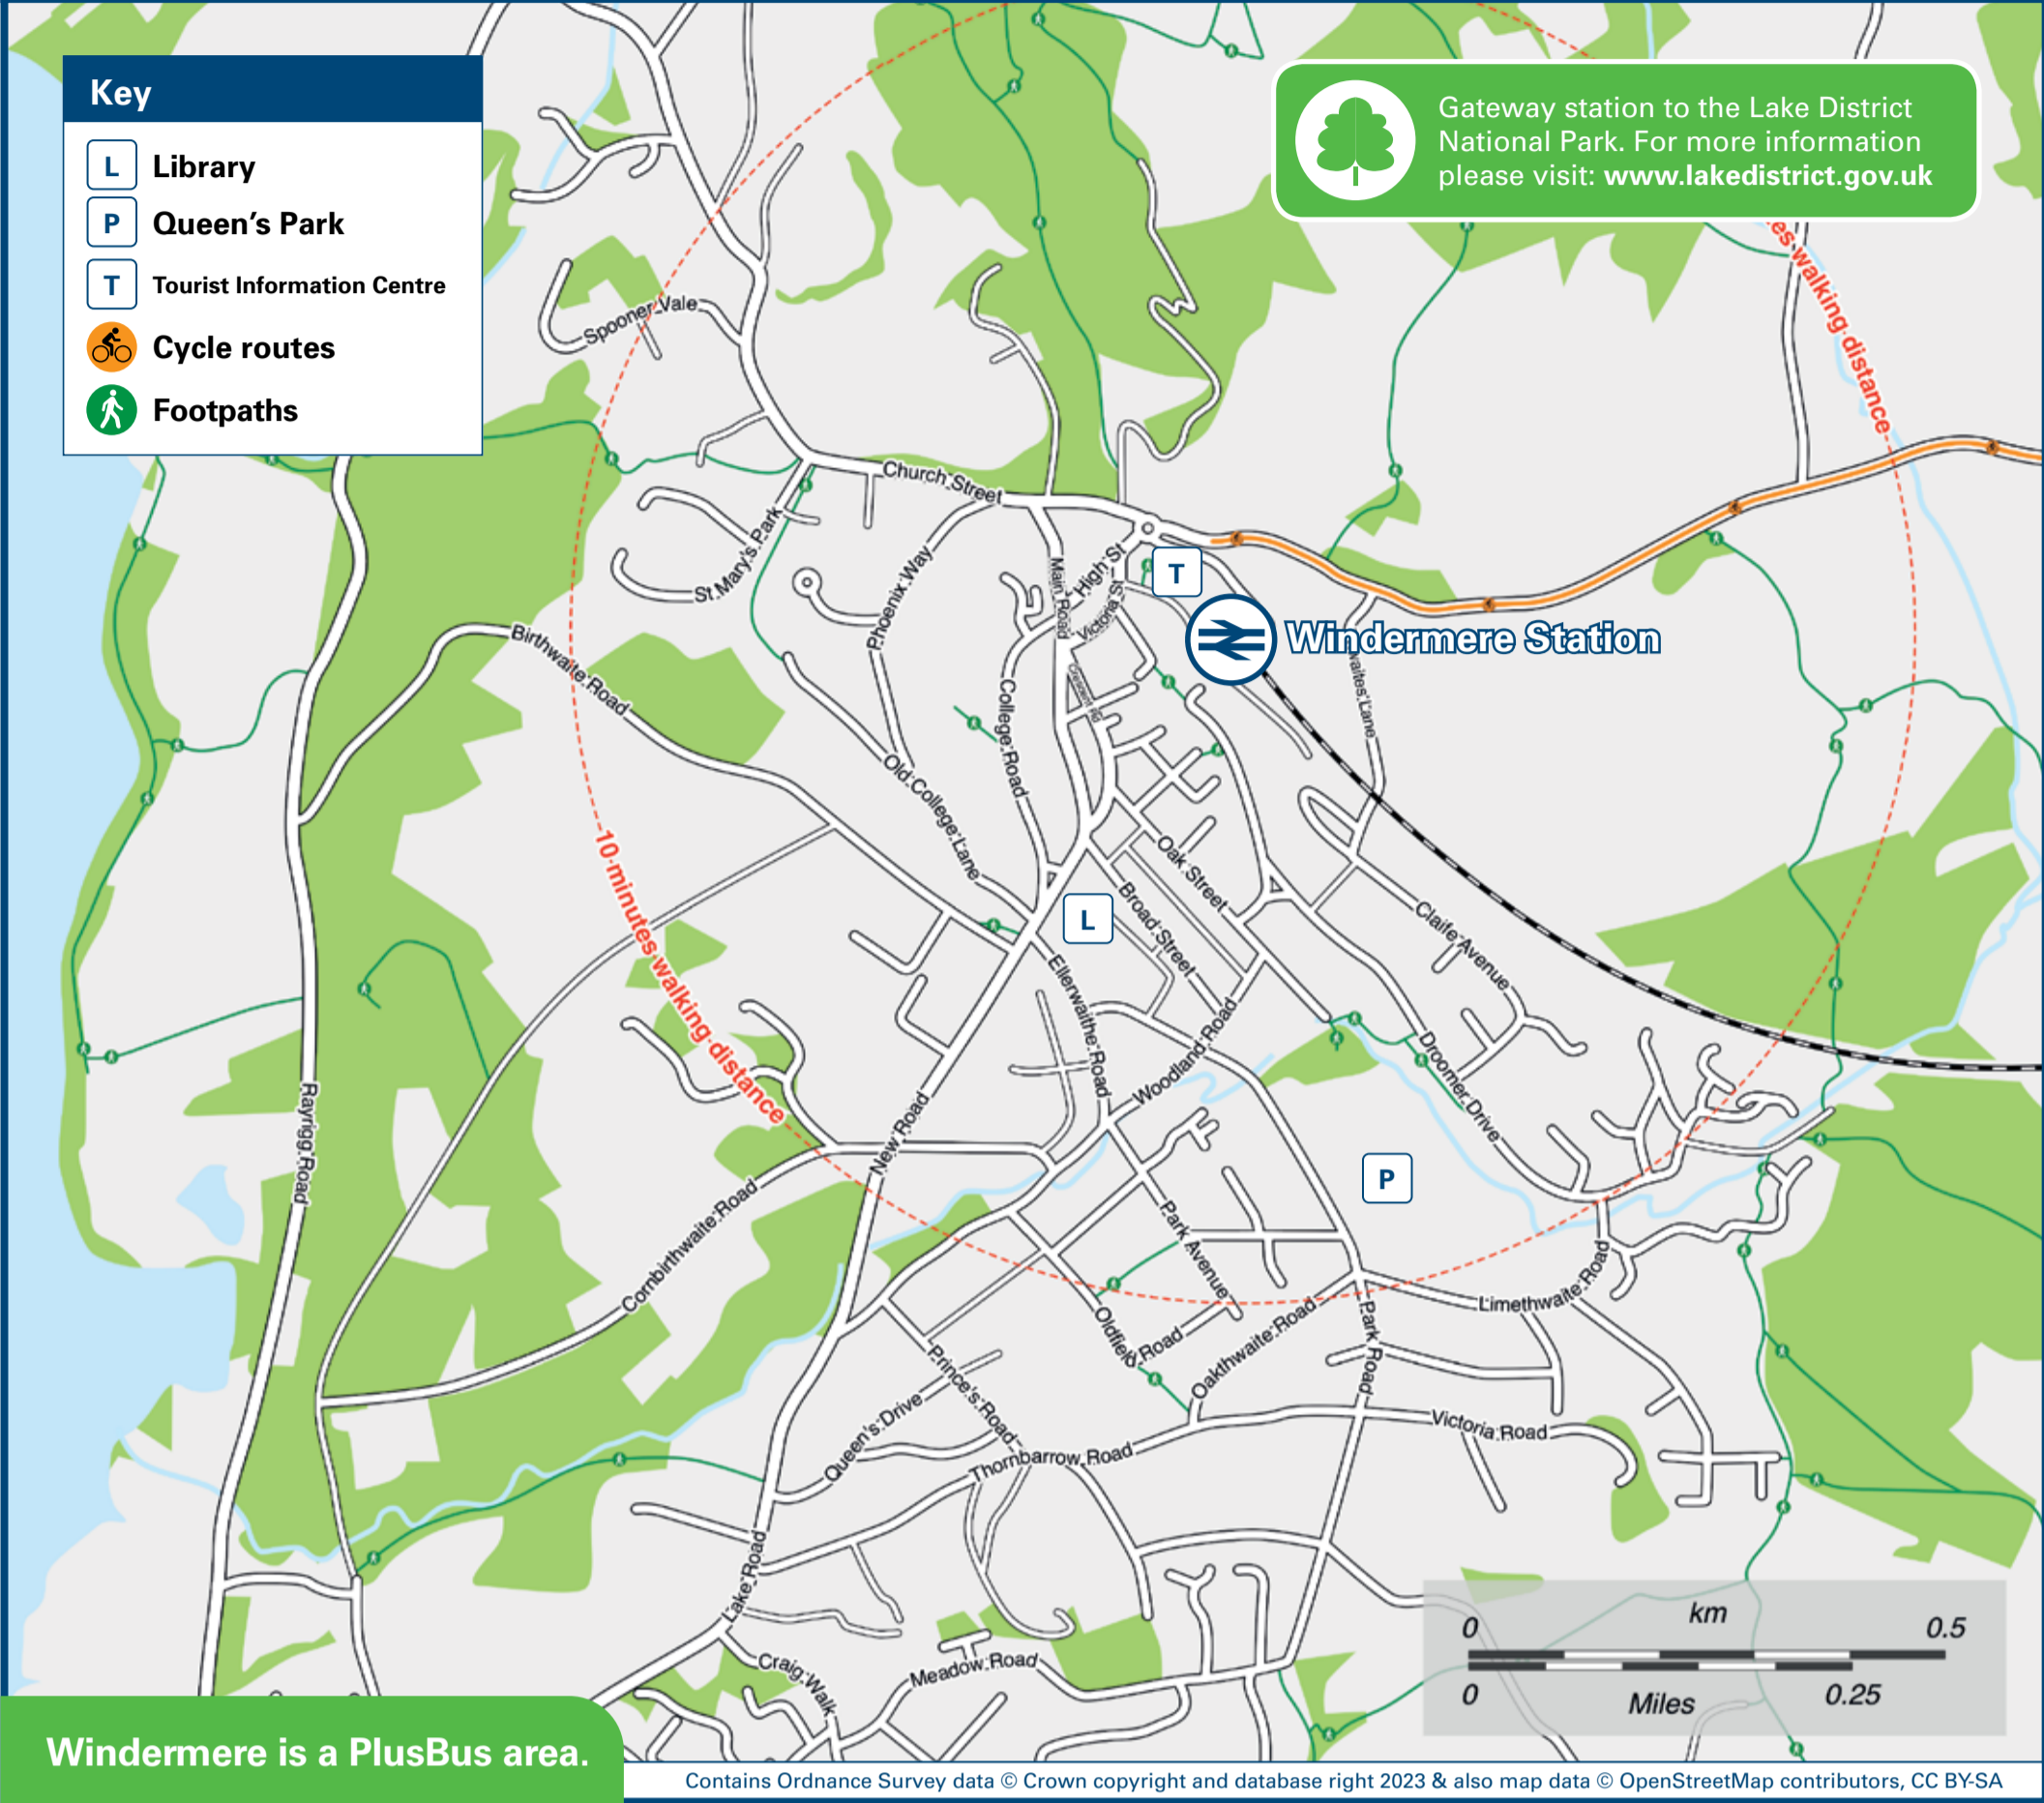 Key
L Library
P Queen's Park
T Tourist Information Centre
Cycle routes
Footpaths
Gateway station to the Lake District
National Park. For more information
please visit: www.lakedistrict.gov.uk
walking distance
Spooner Vale
Church Street
St Mary's Park
Phoenix Way
Main Road
High St
Victoria St
T
Windermere Station
Birthwaite Road
Crescent Rd
College Road
Old College Lane
10 minutes walking distance
Oak Street
Broad Street
L
Claife Avenue
Ellerwaithe Road
Woodland Road
Droomer Drive
Rayrigg Road
New Road
P
Cornbirthwaite Road
Park Avenue
Limethwaite Road
Oldfield Road
Oakthwaite Road
Park Road
Prince's Road
Queen's Drive
Victoria Road
Thornbarrow Road
Lake Road
Craig Walk
Meadow Road
km
0 0.5
0 Miles 0.25
Windermere is a PlusBus area.
Contains Ordnance Survey data © Crown copyright and database right 2023 & also map data © OpenStreetMap contributors, CC BY-SA